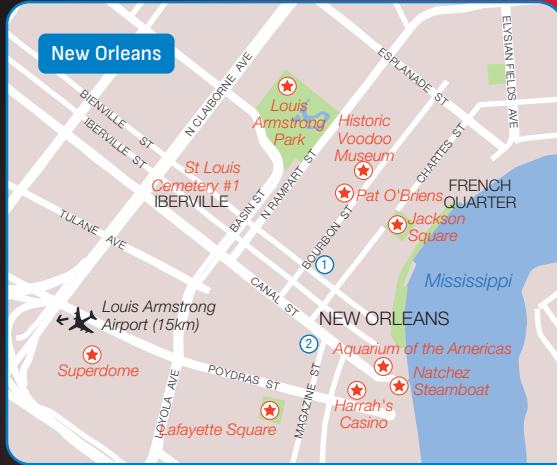 New Orleans
ELYSIAN FIELDS AVE
ESPLANADE ST
N CLAIBORNE AVE
BIENVILLE ST
IBERVILLE ST
Louis
Armstrong
Park
Historic
Voodoo
Museum
CHARTES ST
St Louis
Cemetery #1
IBERVILLE
BASIN ST
N RAMPART ST
Pat O'Briens
FRENCH
QUARTER
Jackson
Square
TULANE AVE
BOURBON ST
1
Mississippi
CANAL ST
Louis Armstrong
Airport (15km)
NEW ORLEANS
2
Aquarium of the Americas
Superdome
POYDRAS ST
Natchez
Steamboat
LOYOLA AVE
MAGAZINE ST
Harrah's
Casino
Lafayette Square